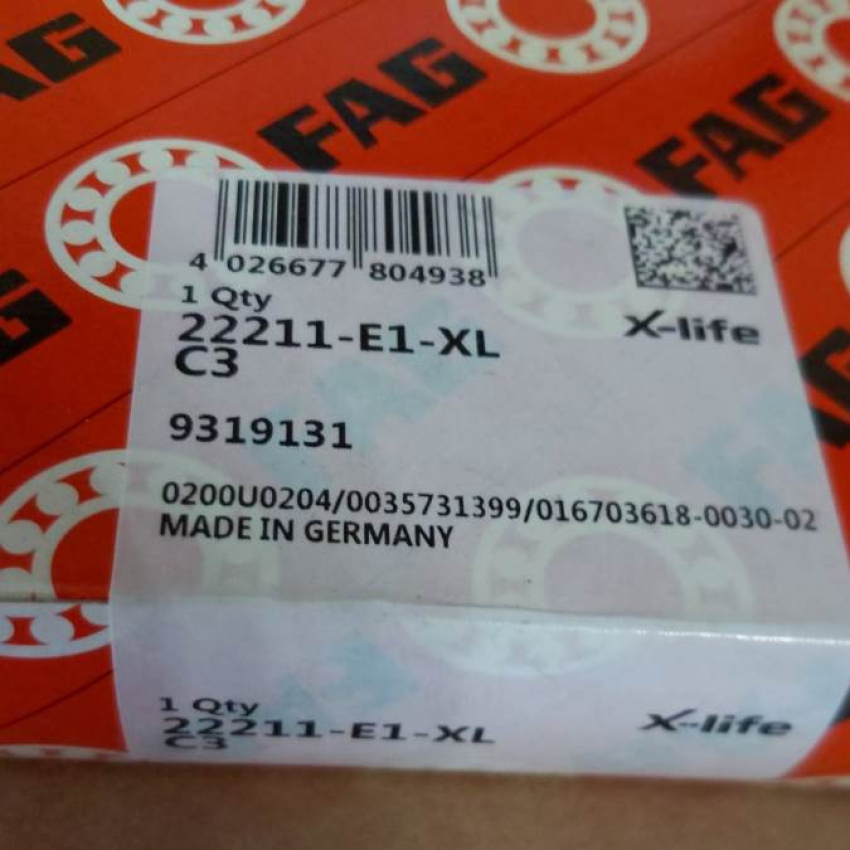 FAG
FAG
FAG
4 026677 804938
1 Qty
22211-E1-XL
C3
X-life
9319131
0200U0204/0035731399/016703618-0030-02
MADE IN GERMANY
1 Qty
22211-E1-XL
C3
X-life